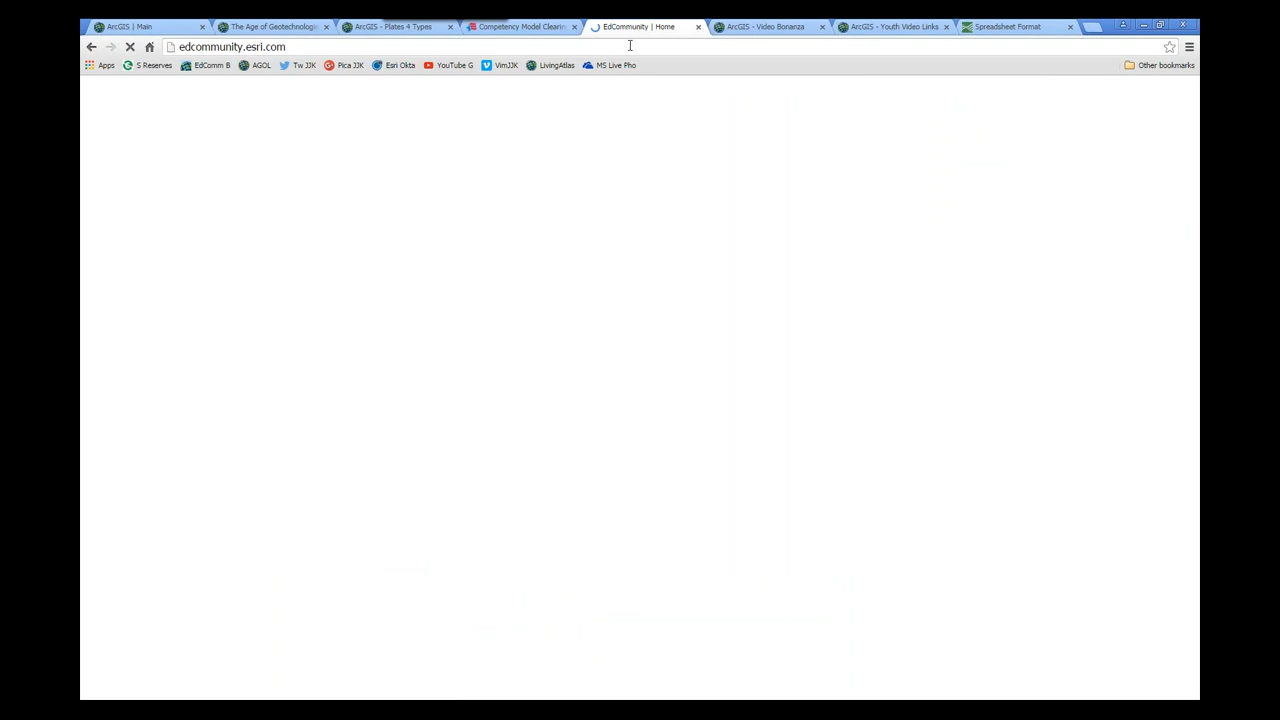 ArcGIS | Main The Age of Geotechnologie ArcGIS - Plates 4 Types Competency Model Clearin EdCommunity | Home ArcGIS - Video Bonanza ArcGIS - Youth Video Links Spreadsheet Format
edcommunity.esri.com
Apps S Reserves EdComm B AGOL Tw JJK Pica JJK Esri Okta YouTube G VimJJK LivingAtlas MS Live Pho Other bookmarks